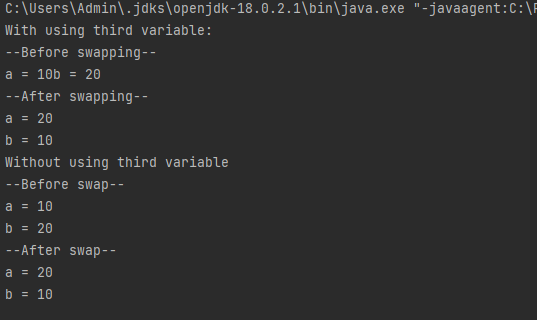 C:\Users\Admin\.jdks\openjdk-18.0.2.1\bin\java.exe "-javaagent:C:\
With using third variable:
--Before swapping--
a = 10b = 20
--After swapping--
a = 20
b = 10
Without using third variable
--Before swap--
a = 10
b = 20
--After swap--
a = 20
b = 10